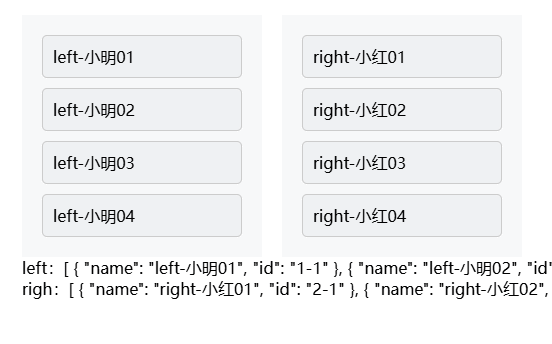 left-小明01
left-小明02
left-小明03
left-小明04
right-小红01
right-小红02
right-小红03
right-小红04
left：[ { "name": "left-小明01", "id": "1-1" }, { "name": "left-小明02", "id"
righ：[ { "name": "right-小红01", "id": "2-1" }, { "name": "right-小红02",